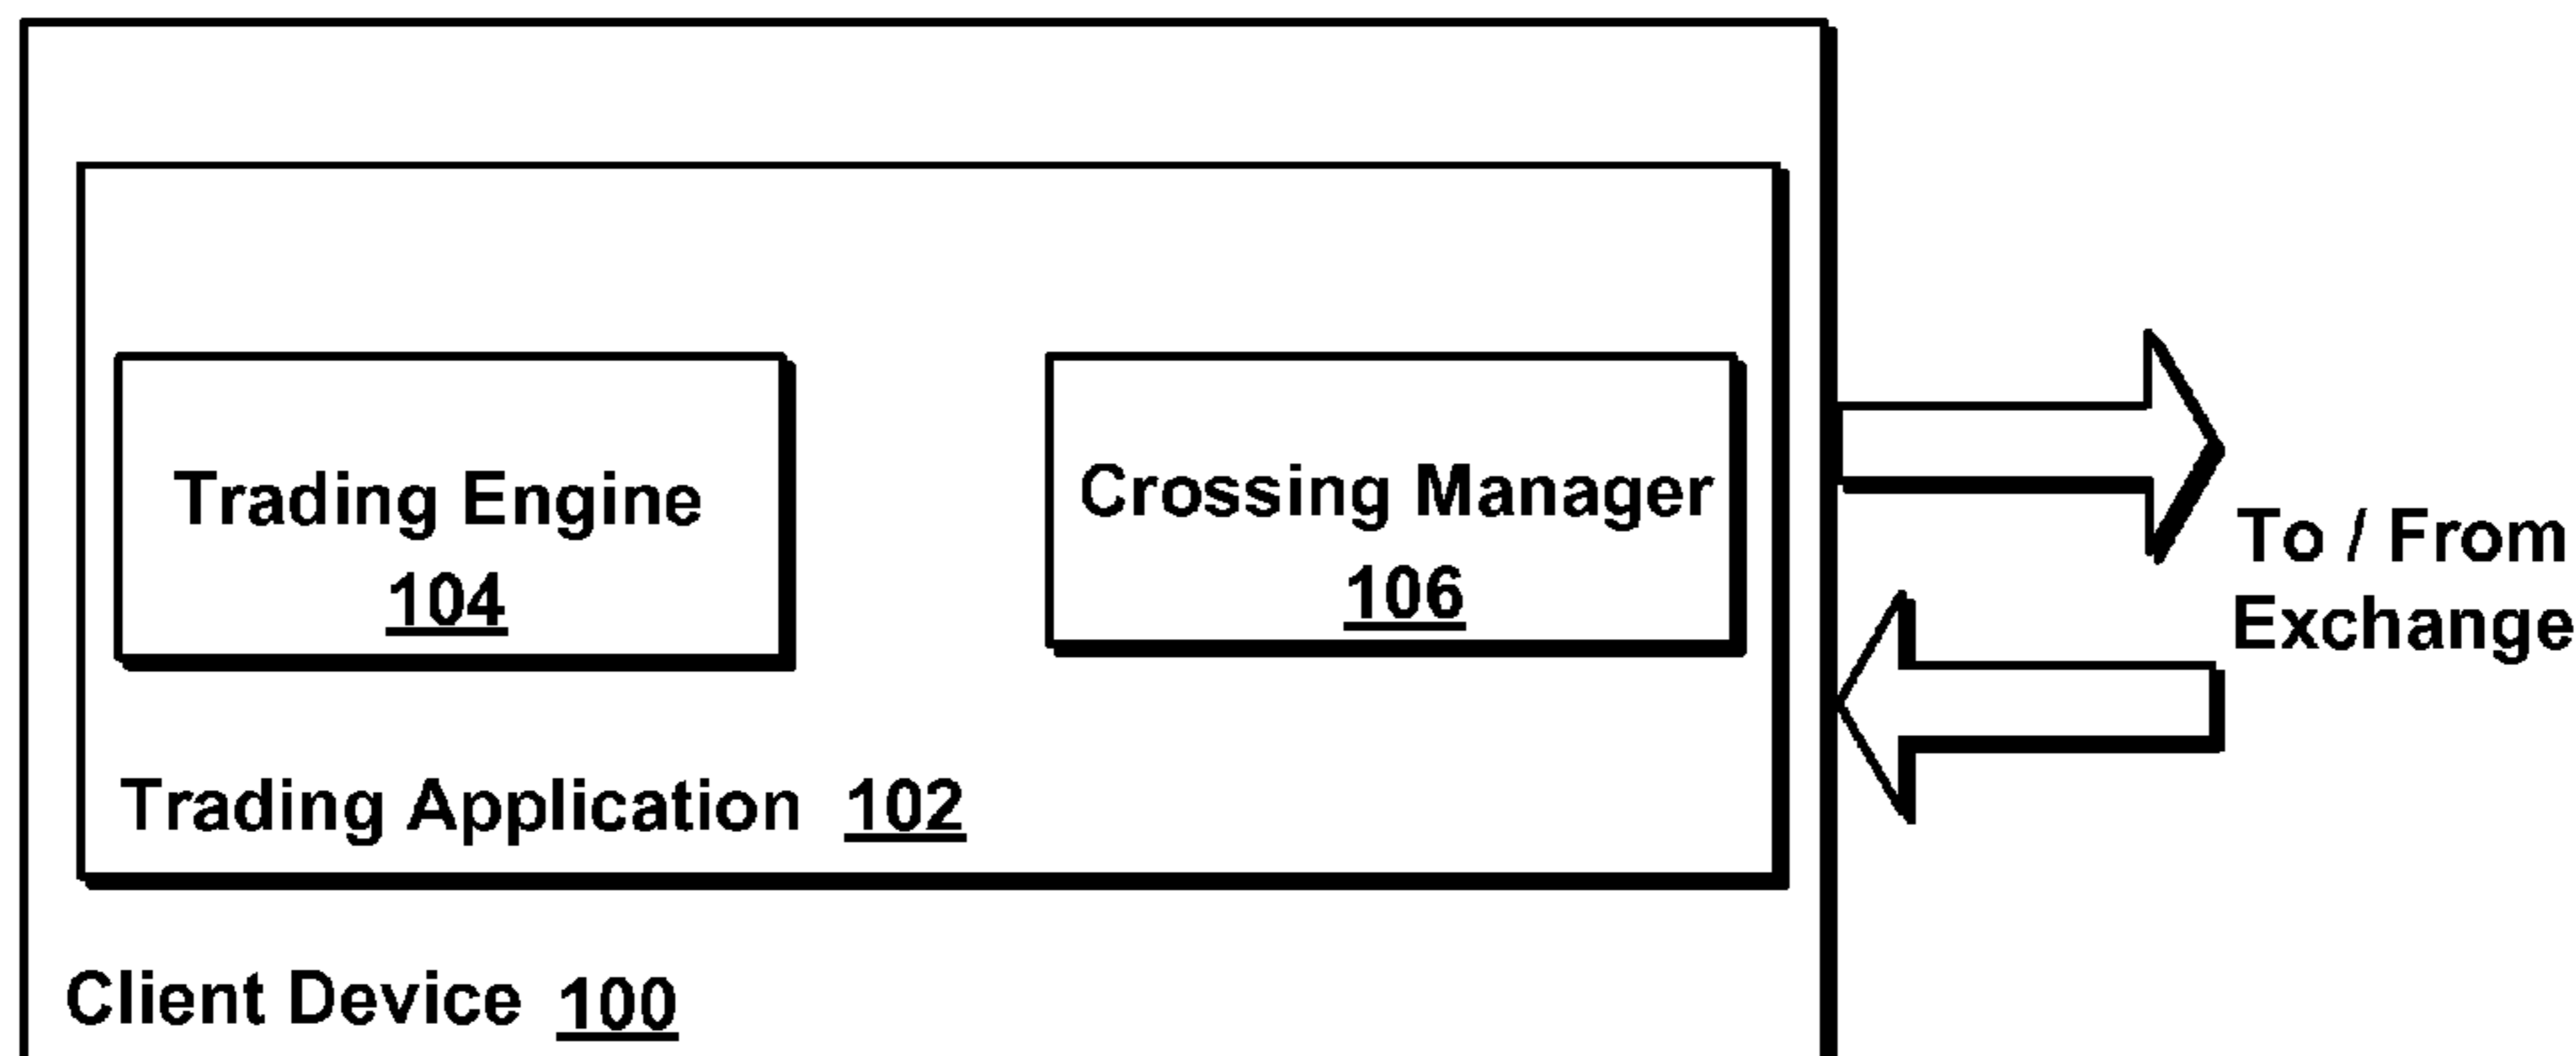 Trading Engine
104
Crossing Manager
106
To / From
Exchange
Trading Application 102
Client Device 100